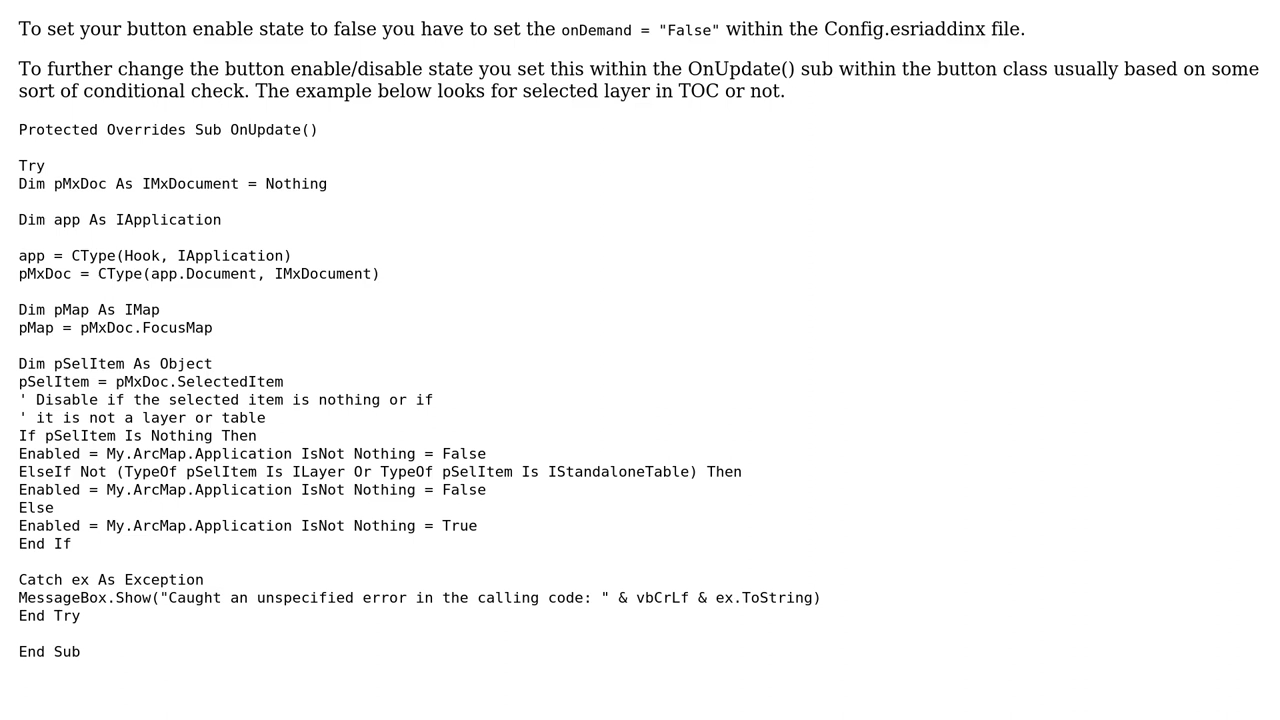 To set your button enable state to false you have to set the onDemand = "False" within the Config.esriaddinx file.
To further change the button enable/disable state you set this within the OnUpdate() sub within the button class usually based on some
sort of conditional check. The example below looks for selected layer in TOC or not.
Protected Overrides Sub OnUpdate()
Try
Dim pMxDoc As IMxDocument = Nothing
Dim app As IApplication
app = CType(Hook, IApplication)
pMxDoc = CType(app.Document, IMxDocument)
Dim pMap As IMap
pMap = pMxDoc.FocusMap
Dim pSelItem As Object
pSelItem = pMxDoc.SelectedItem
' Disable if the selected item is nothing or if
' it is not a layer or table
If pSelItem Is Nothing Then
Enabled = My.ArcMap.Application IsNot Nothing = False
ElseIf Not (TypeOf pSelItem Is ILayer Or TypeOf pSelItem Is IStandaloneTable) Then
Enabled = My.ArcMap.Application IsNot Nothing = False
Else
Enabled = My.ArcMap.Application IsNot Nothing = True
End If
Catch ex As Exception
MessageBox.Show("Caught an unspecified error in the calling code: " & vbCrLf & ex.ToString)
End Try
End Sub